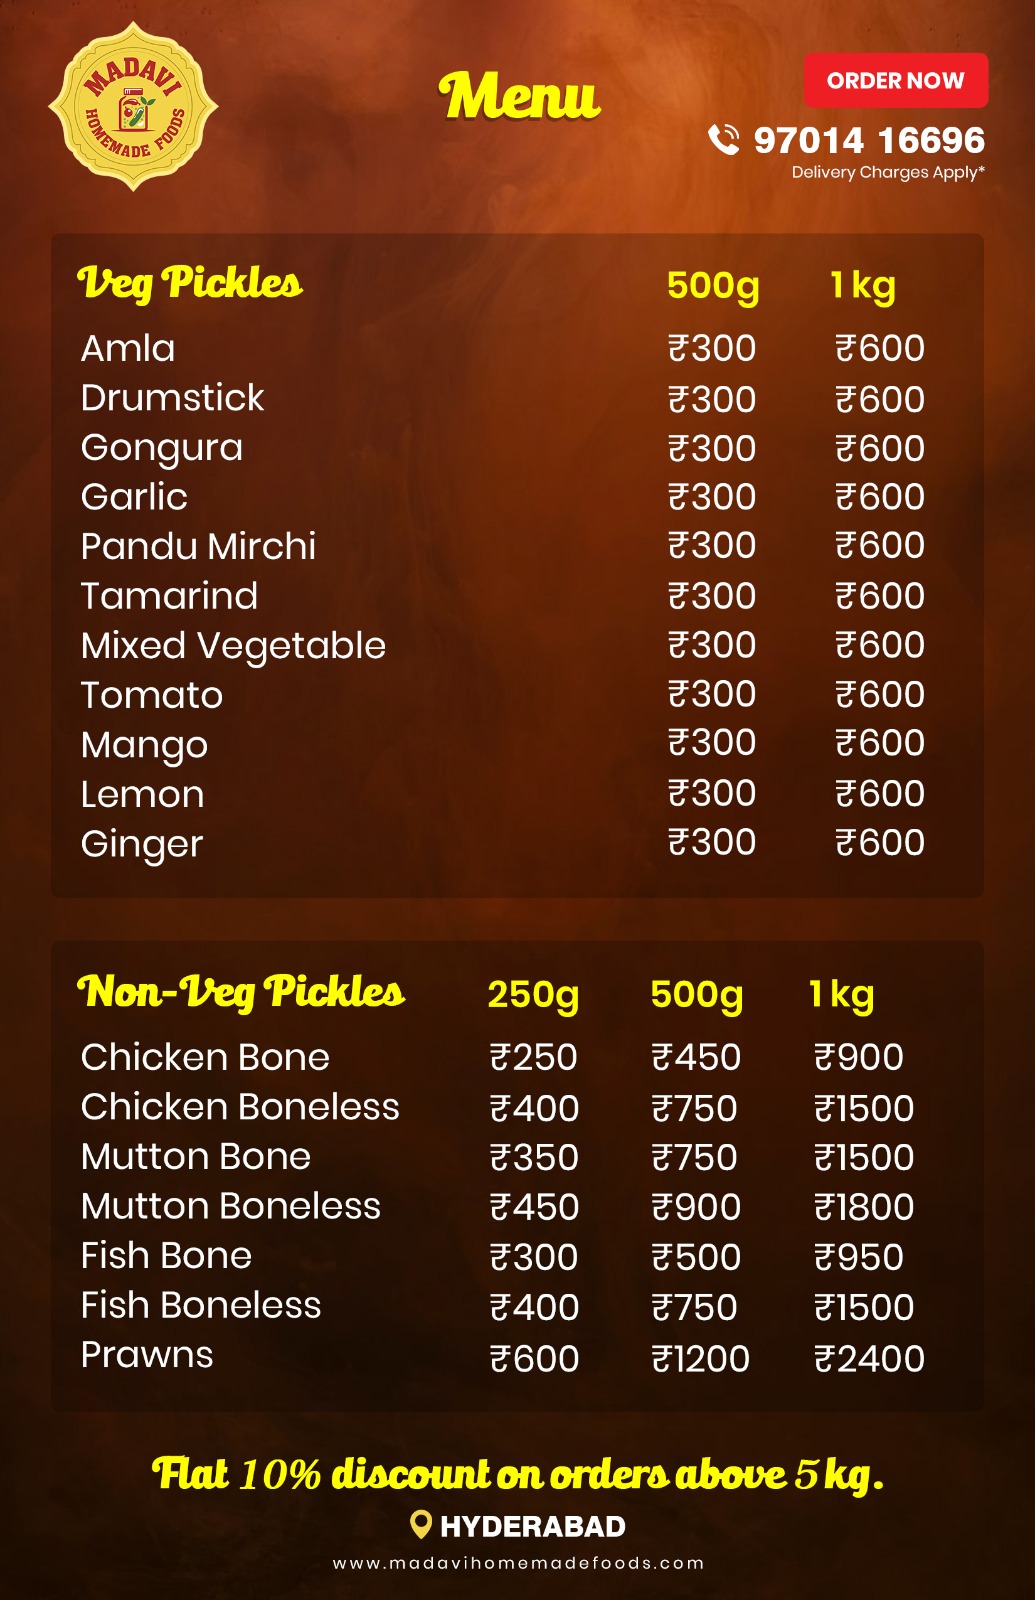 MADAVI
HOMEMADE FOODS
Menu
ORDER NOW
97014 16696
Delivery Charges Apply*
Veg Pickles 500g 1 kg
Amla ₹300 ₹600
Drumstick ₹300 ₹600
Gongura ₹300 ₹600
Garlic ₹300 ₹600
Pandu Mirchi ₹300 ₹600
Tamarind ₹300 ₹600
Mixed Vegetable ₹300 ₹600
Tomato ₹300 ₹600
Mango ₹300 ₹600
Lemon ₹300 ₹600
Ginger ₹300 ₹600
Non-Veg Pickles 250g 500g 1 kg
Chicken Bone ₹250 ₹450 ₹900
Chicken Boneless ₹400 ₹750 ₹1500
Mutton Bone ₹350 ₹750 ₹1500
Mutton Boneless ₹450 ₹900 ₹1800
Fish Bone ₹300 ₹500 ₹950
Fish Boneless ₹400 ₹750 ₹1500
Prawns ₹600 ₹1200 ₹2400
Flat 10% discount on orders above 5 kg.
HYDERABAD
www.madavihomemadefoods.com